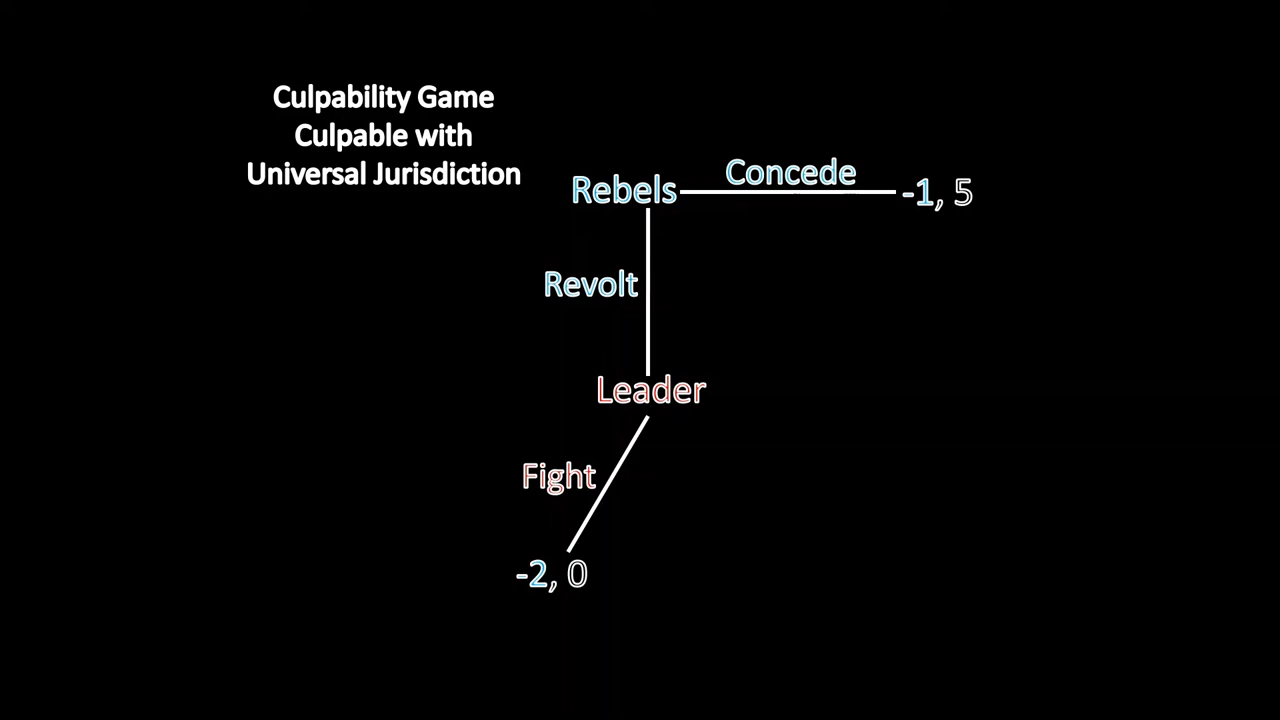 Culpability Game
Culpable with
Universal Jurisdiction
Concede
Rebels
-1, 5
Revolt
Leader
Fight
-2, 0